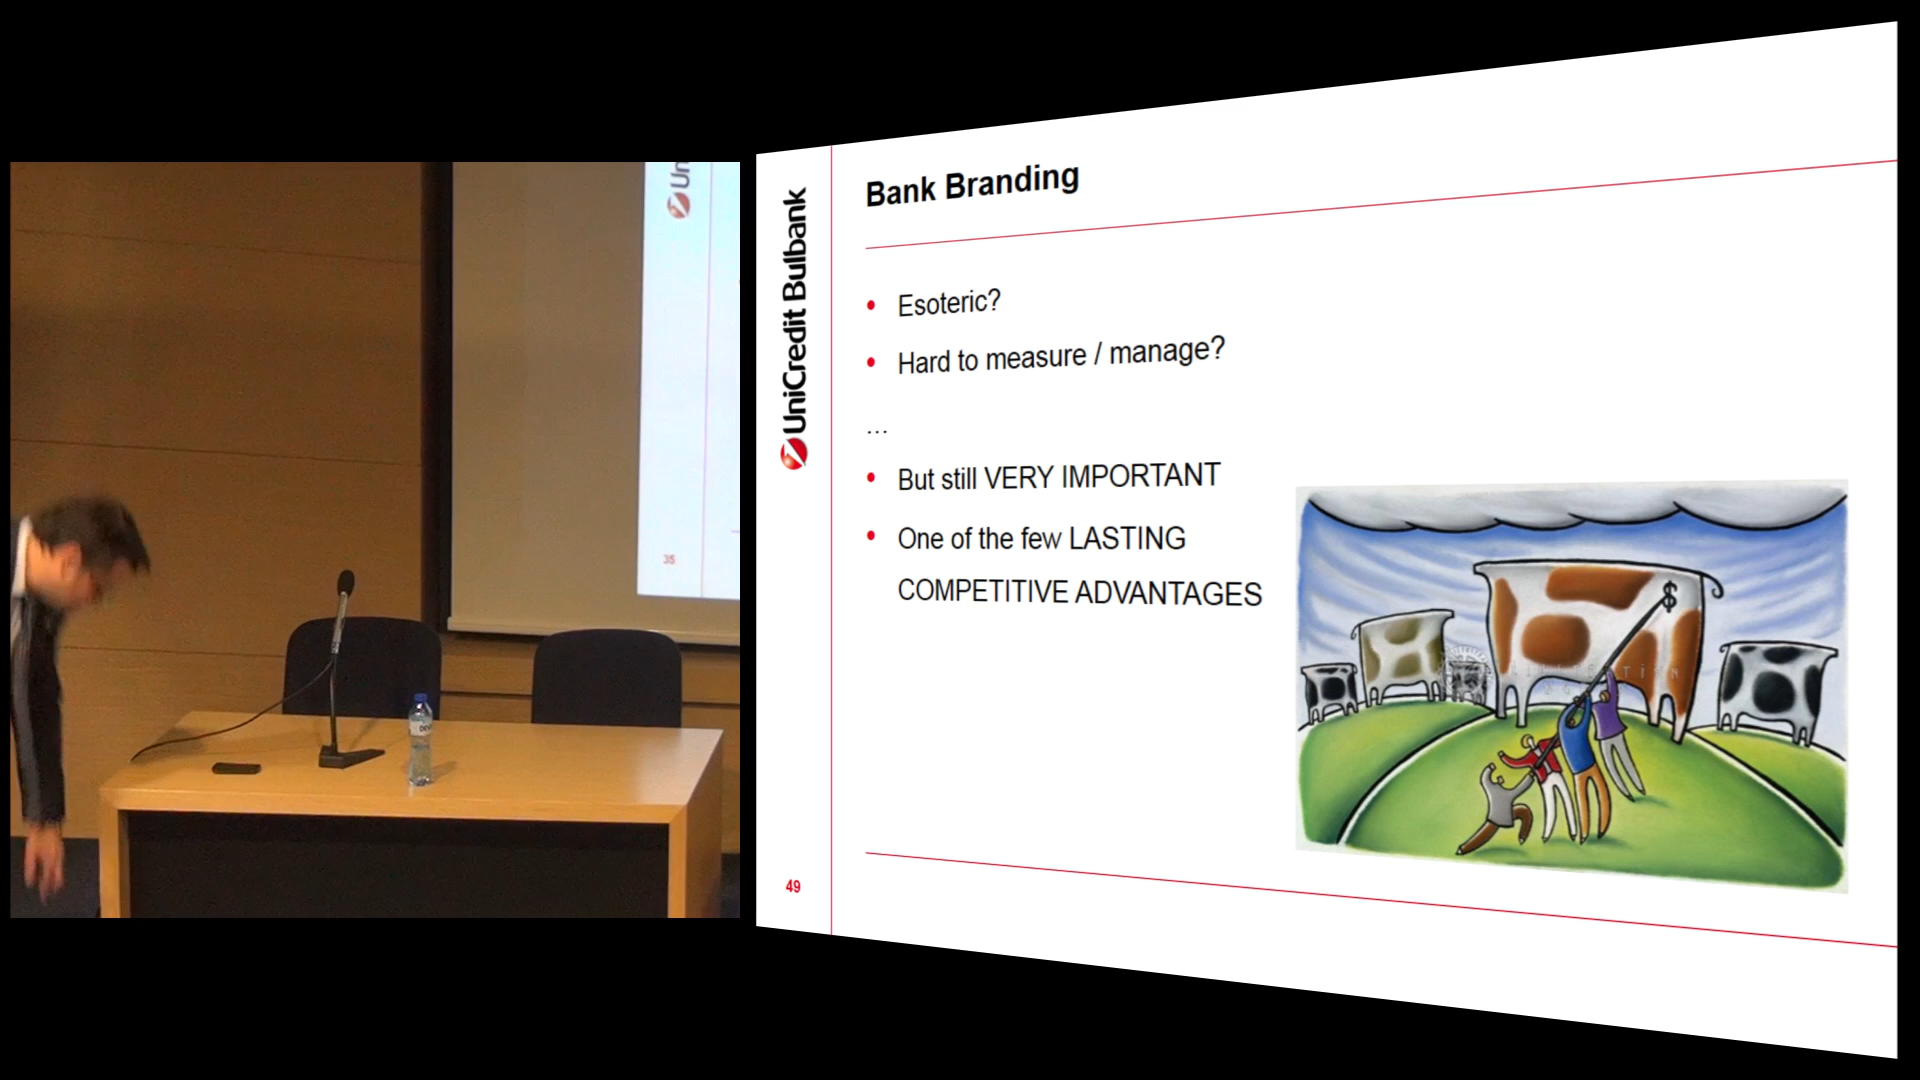 Un
35
UniCredit Bulbank
Bank Branding
• Esoteric?
• Hard to measure / manage?
...
• But still VERY IMPORTANT
• One of the few LASTING
COMPETITIVE ADVANTAGES
$
49